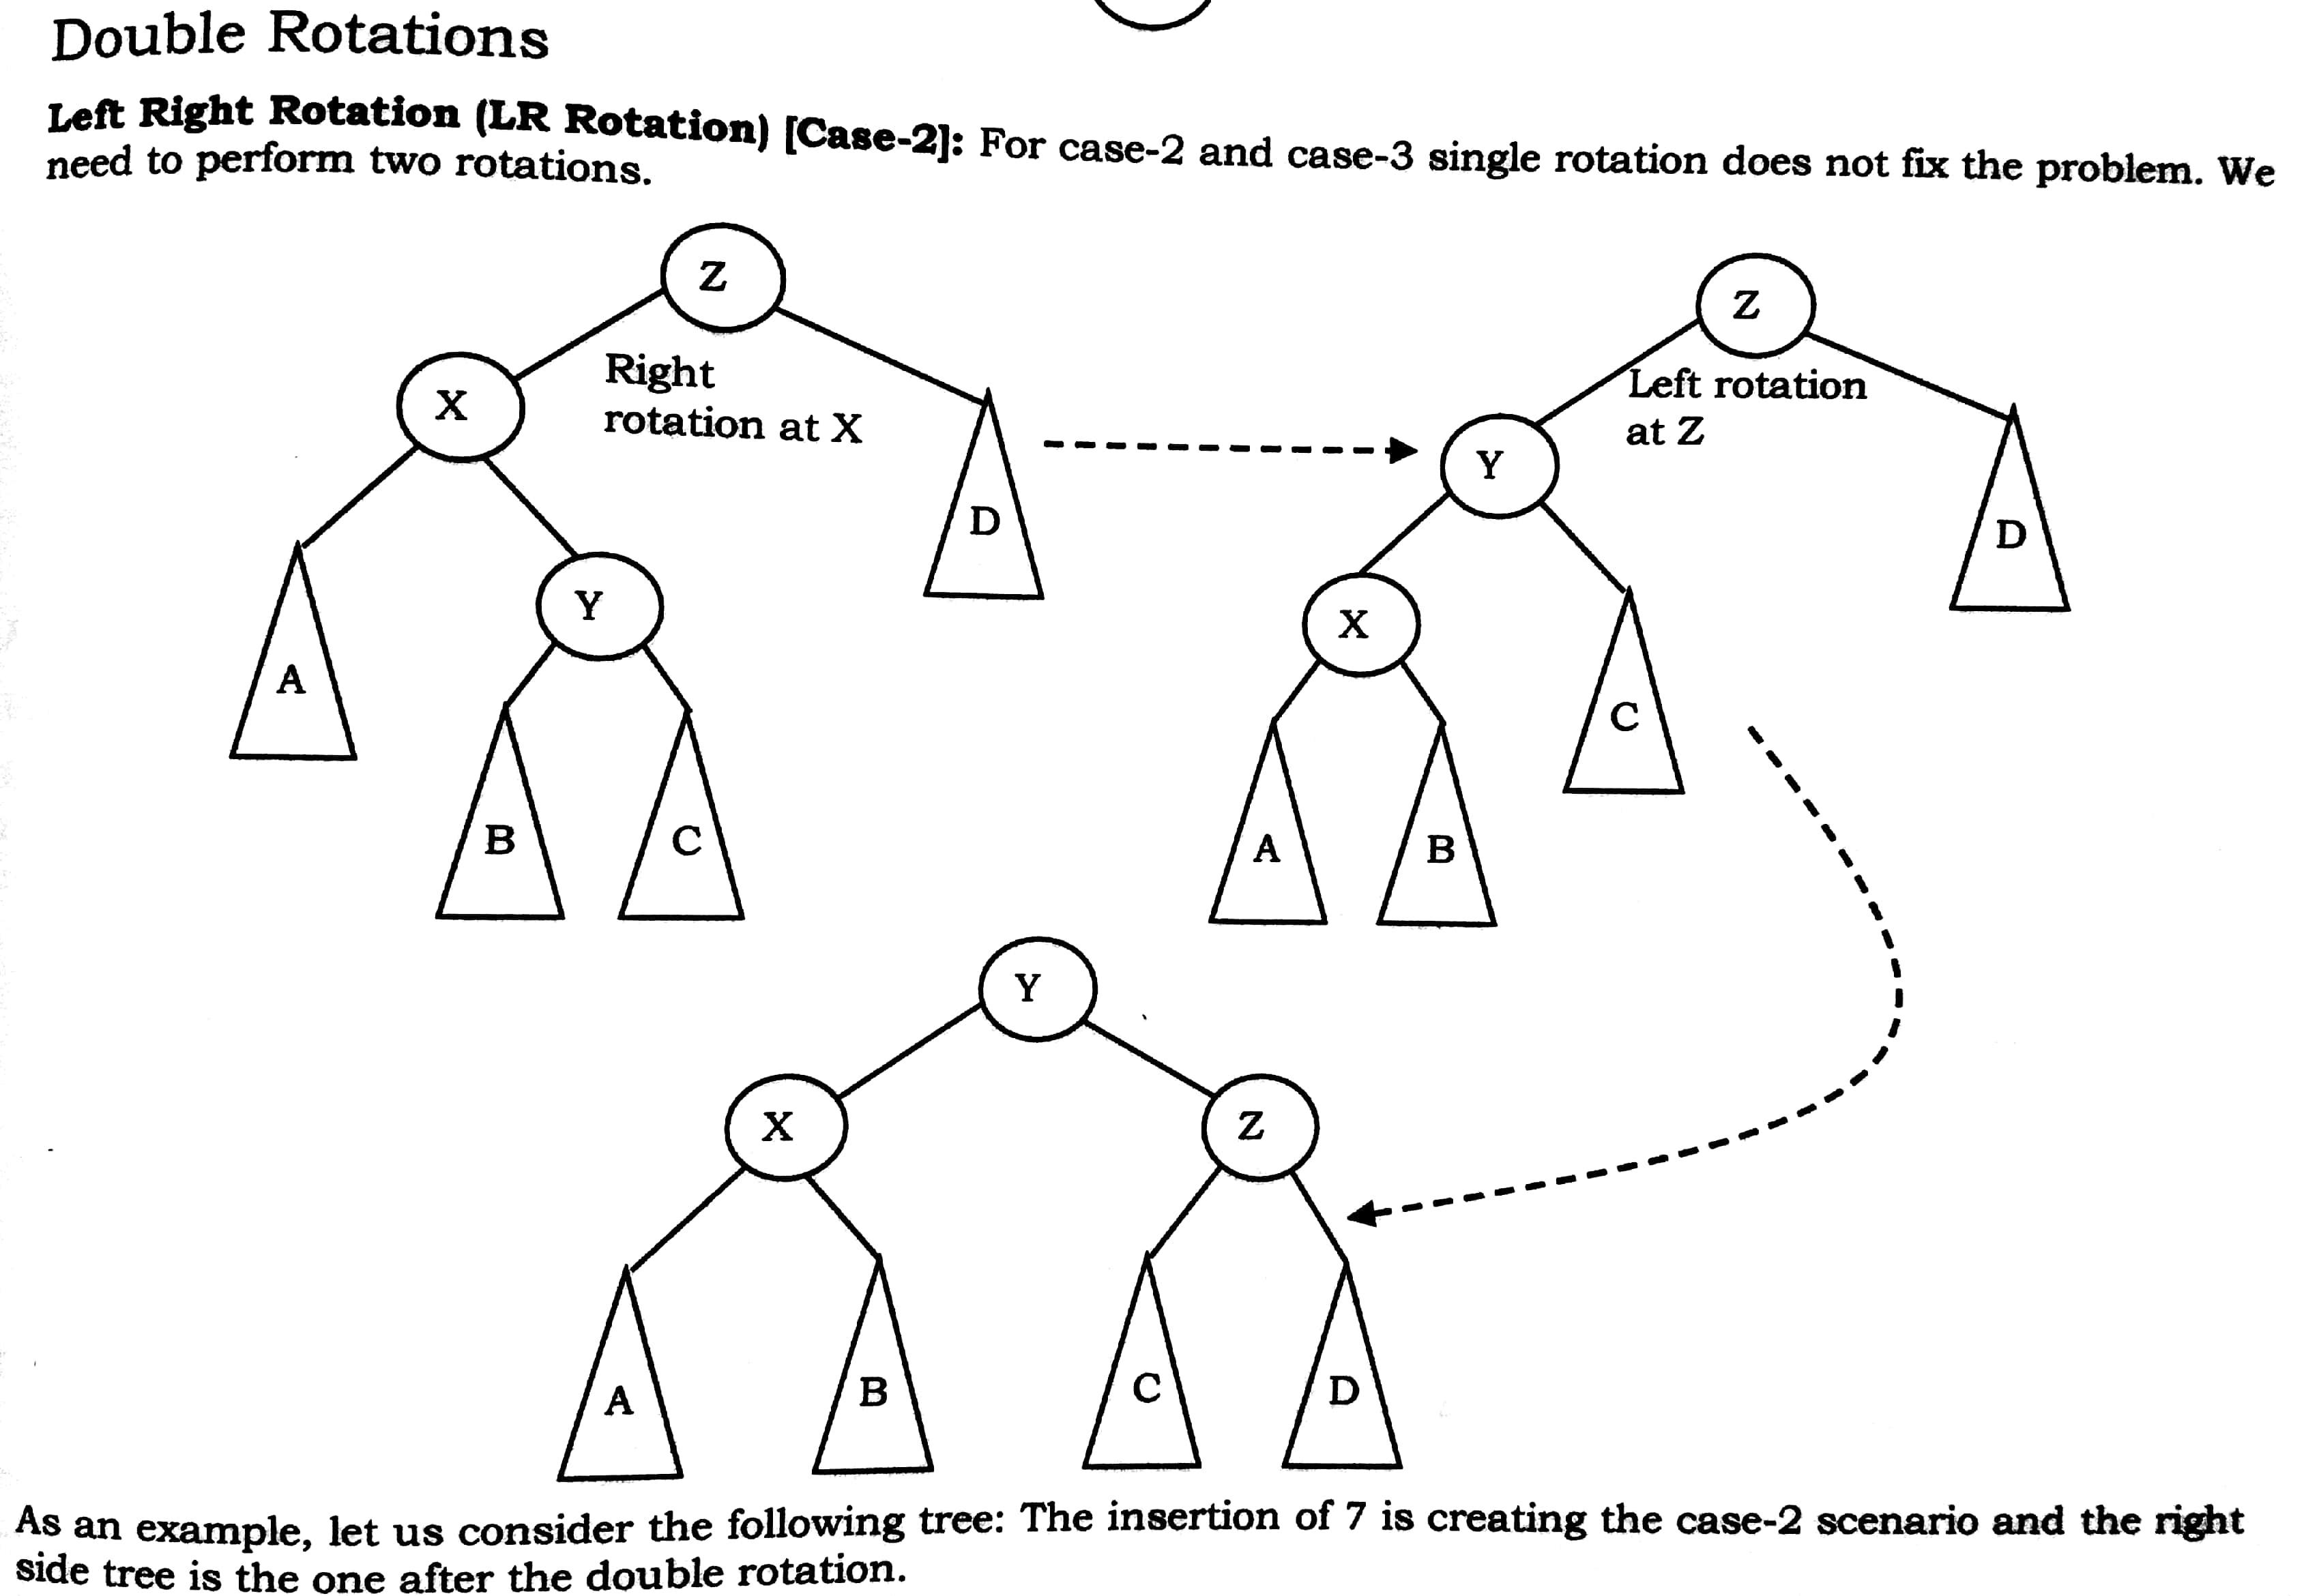 Double Rotations
Left Right Rotation (LR Rotation) [Case-2]: For case-2 and case-3 single rotation does not fix the problem. We
need to perform two rotations.
Z
X
Right
rotation at X
D
A
Y
B
C
Z
Left rotation
at Z
Y
D
X
C
A
B
Y
X
Z
A
B
C
D
As an example, let us consider the following tree: The insertion of 7 is creating the case-2 scenario and the right
side tree is the one after the double rotation.